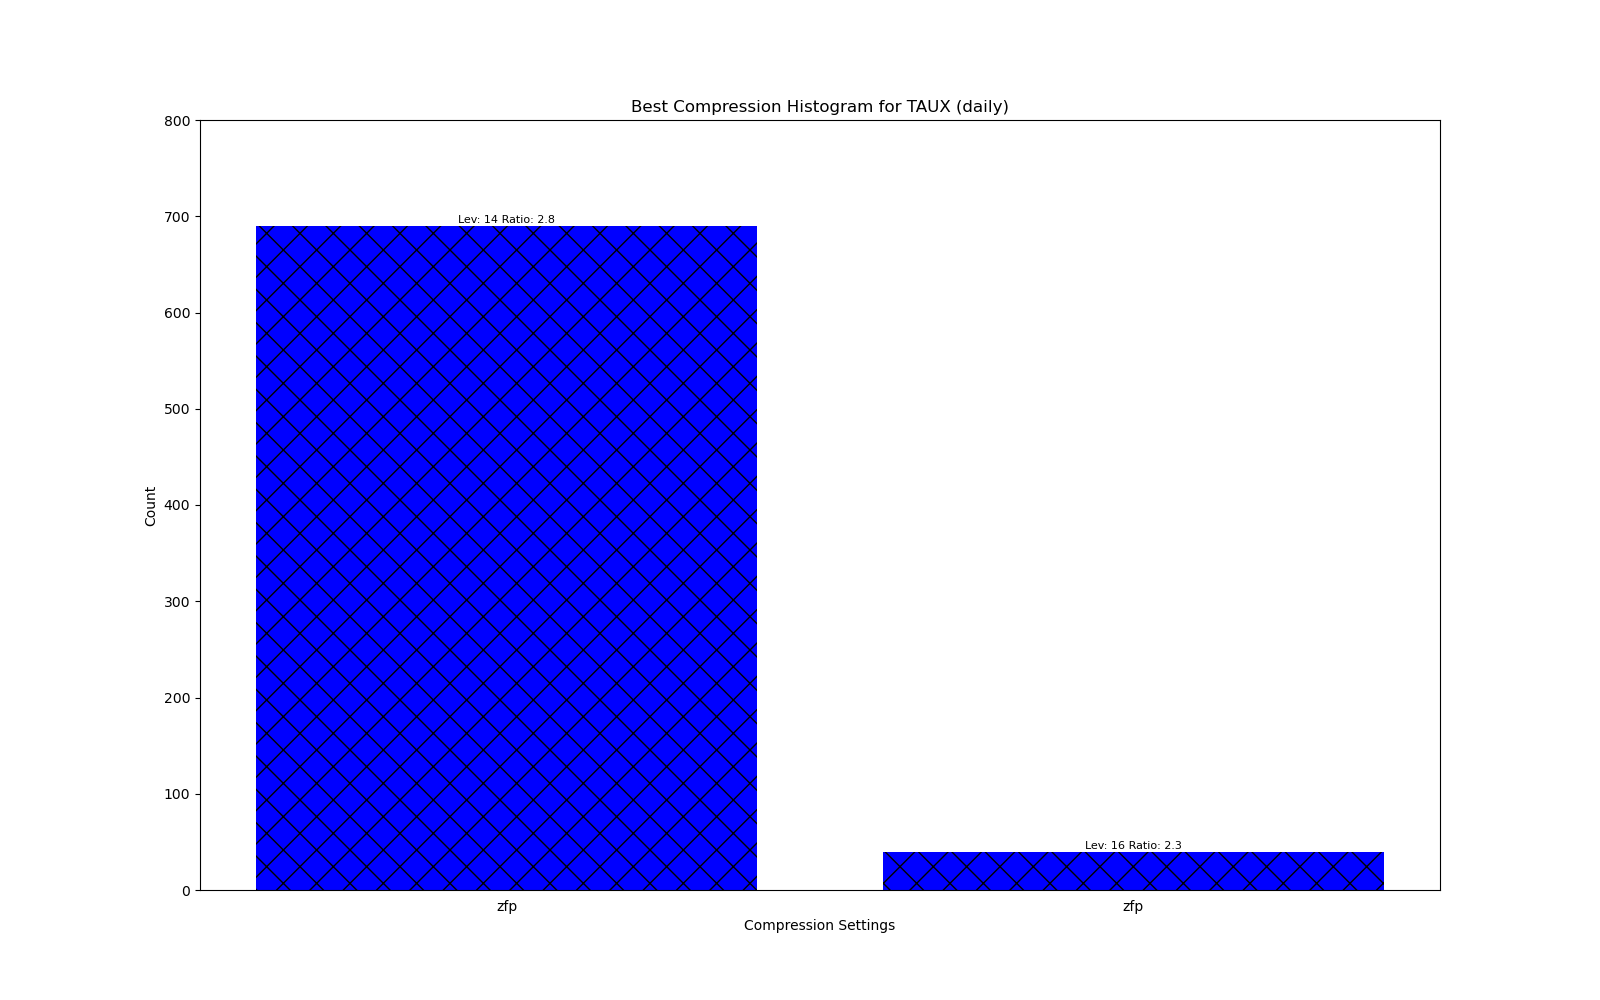 Best Compression Histogram for TAUX (daily)
800
700
600
500
400
300
200
100
0
Count
Lev: 14 Ratio: 2.8
Lev: 16 Ratio: 2.3
zfp
zfp
Compression Settings